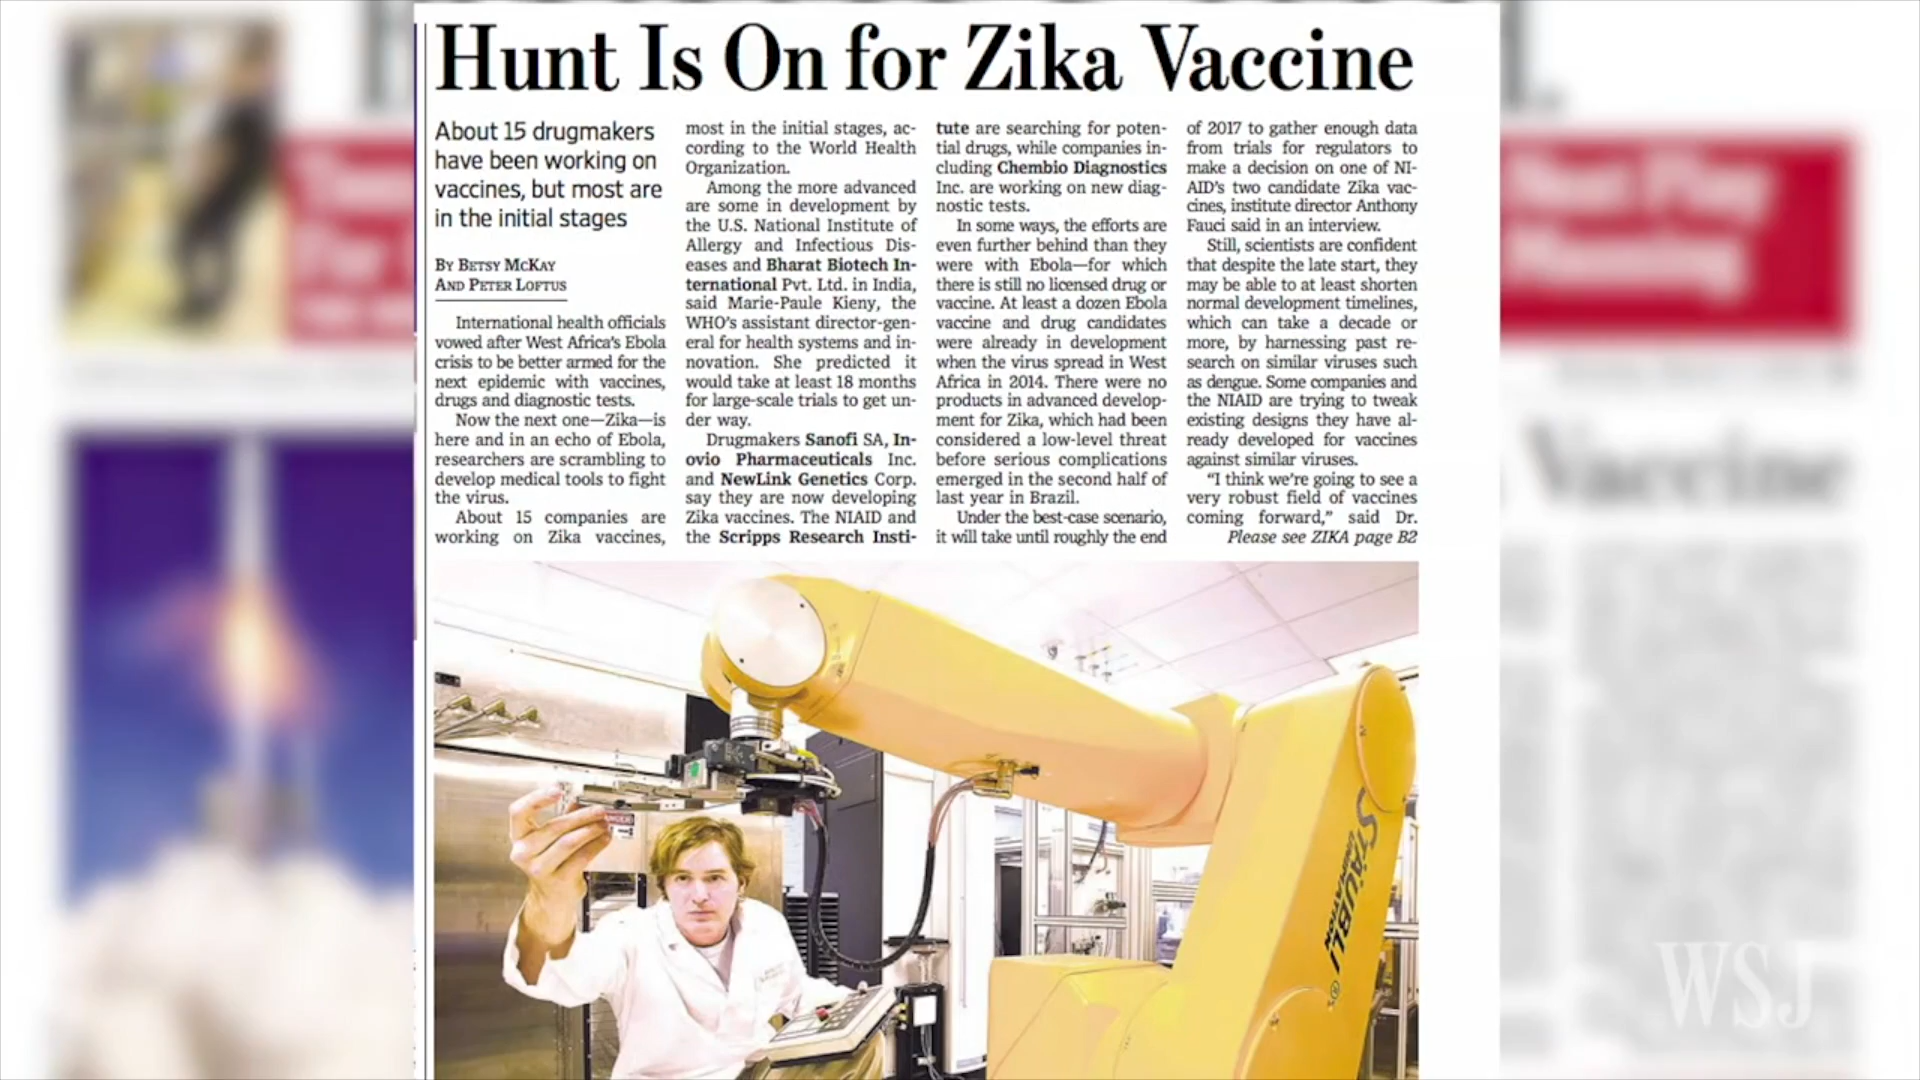 Hunt Is On for Zika Vaccine
About 15 drugmakers
have been working on
vaccines, but most are
in the initial stages
BY BETSY MCKAY
AND PETER LOFTUS
International health officials
vowed after West Africa's Ebola
crisis to be better armed for the
next epidemic with vaccines,
drugs and diagnostic tests.
Now the next one—Zika—is
here and in an echo of Ebola,
researchers are scrambling to
develop medical tools to fight
the virus.
About 15 companies are
working on Zika vaccines,
most in the initial stages, ac-
cording to the World Health
Organization.
Among the more advanced
are some in development by
the U.S. National Institute of
Allergy and Infectious Dis-
eases and Bharat Biotech In-
ternational Pvt. Ltd. in India,
said Marie-Paule Kieny, the
WHO's assistant director-gen-
eral for health systems and in-
novation. She predicted it
would take at least 18 months
for large-scale trials to get un-
der way.
Drugmakers Sanofi SA, In-
ovio Pharmaceuticals Inc.
and NewLink Genetics Corp.
say they are now developing
Zika vaccines. The NIAID and
the Scripps Research Insti-
tute are searching for poten-
tial drugs, while companies in-
cluding Chembio Diagnostics
Inc. are working on new diag-
nostic tests.
In some ways, the efforts are
even further behind than they
were with Ebola—for which
there is still no licensed drug or
vaccine. At least a dozen Ebola
vaccine and drug candidates
were already in development
when the virus spread in West
Africa in 2014. There were no
products in advanced develop-
ment for Zika, which had been
considered a low-level threat
before serious complications
emerged in the second half of
last year in Brazil.
Under the best-case scenario,
it will take until roughly the end
of 2017 to gather enough data
from trials for regulators to
make a decision on one of NI-
AID's two candidate Zika vac-
cines, institute director Anthony
Fauci said in an interview.
Still, scientists are confident
that despite the late start, they
may be able to at least shorten
normal development timelines,
which can take a decade or
more, by harnessing past re-
search on similar viruses such
as dengue. Some companies and
the NIAID are trying to tweak
existing designs they have al-
ready developed for vaccines
against similar viruses.
"I think we're going to see a
very robust field of vaccines
coming forward," said Dr.
Please see ZIKA page B2
STÄUBLI
UNIMATION
WSJ
Vaccine